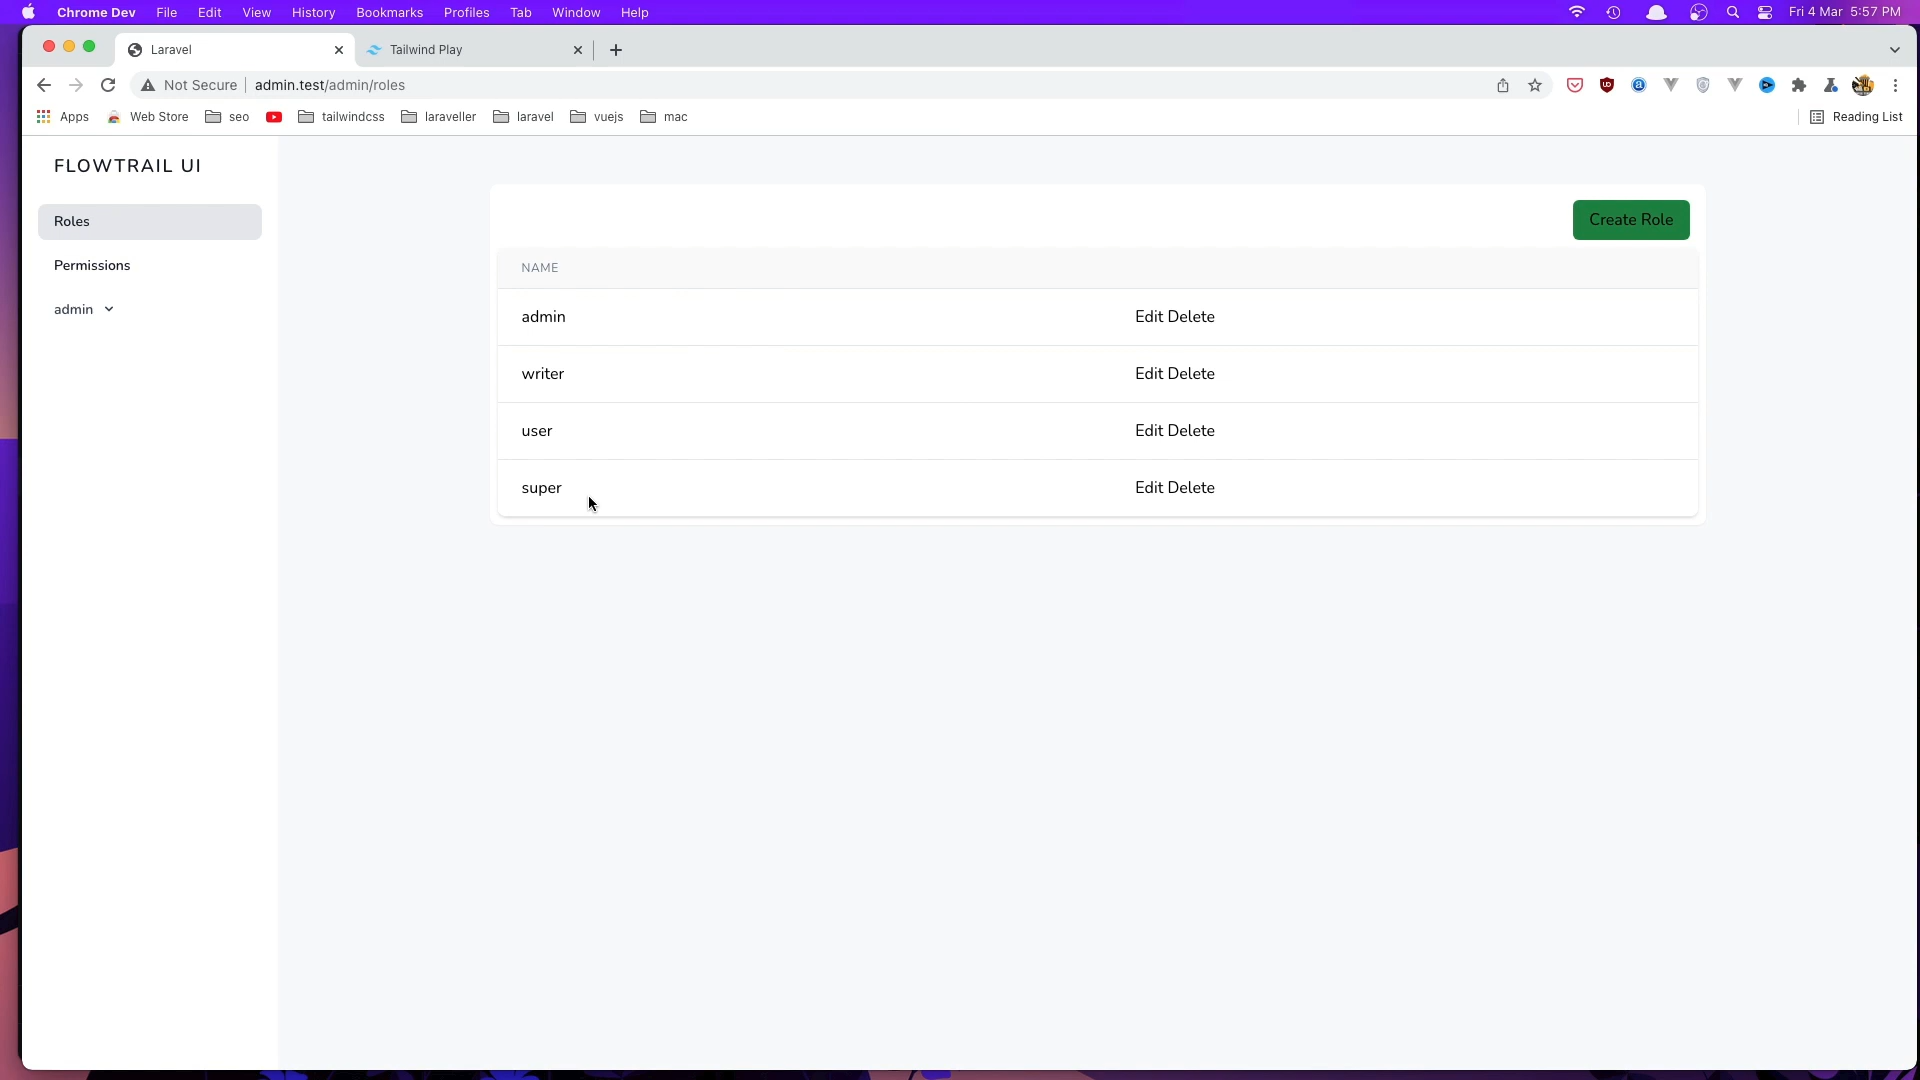 Chrome Dev File Edit View History Bookmarks Profiles Tab Window Help Fri 4 Mar 5:57 PM
Laravel Tailwind Play
Not Secure admin.test/admin/roles
Apps Web Store seo tailwindcss laraveller laravel vuejs mac Reading List
FLOWTRAIL UI
Roles
Permissions
admin
Create Role
NAME
admin Edit Delete
writer Edit Delete
user Edit Delete
super Edit Delete